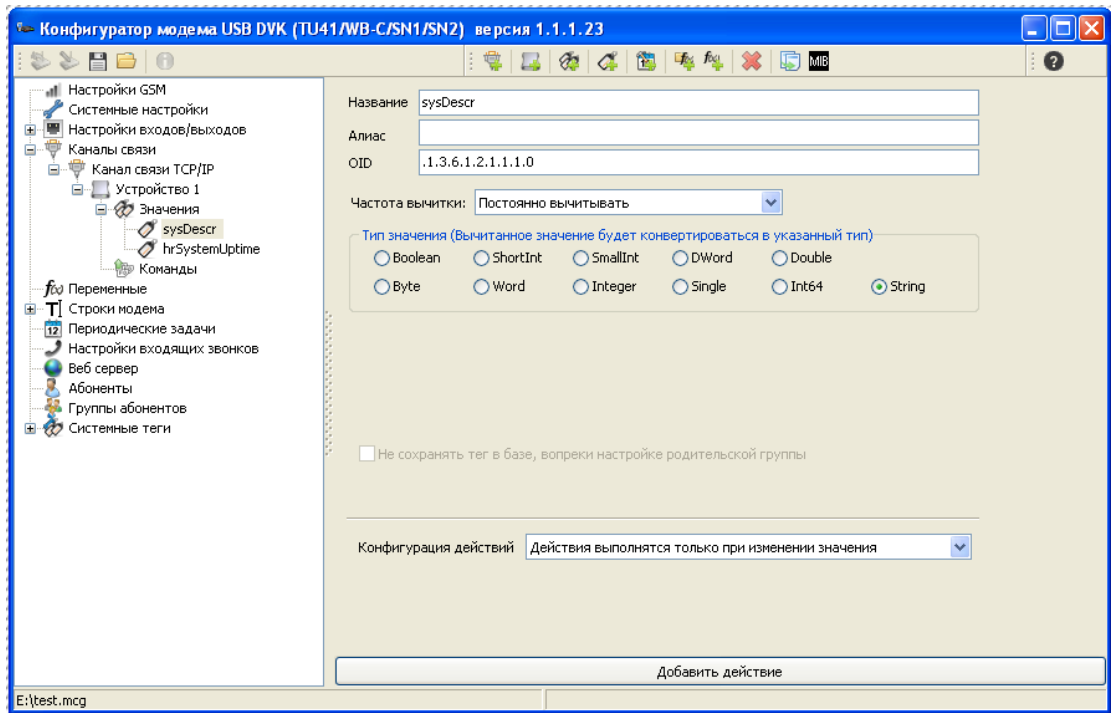 Конфигуратор модема USB DVK (TU41/WB-C/SN1/SN2) версия 1.1.1.23
MIB
Настройки GSM
Системные настройки
Настройки входов/выходов
Каналы связи
Канал связи TCP/IP
Устройство 1
Значения
sysDescr
hrSystemUptime
Команды
f(x) Переменные
Строки модема
12 Периодические задачи
Настройки входящих звонков
Веб сервер
Абоненты
Группы абонентов
Системные теги
Название sysDescr
Алиас
OID .1.3.6.1.2.1.1.1.0
Частота вычитки: Постоянно вычитывать
Тип значения (Вычитанное значение будет конвертироваться в указанный тип)
Boolean ShortInt SmallInt DWord Double
Byte Word Integer Single Int64 String
Не сохранять тег в базе, вопреки настройке родительской группы
Конфигурация действий Действия выполнятся только при изменении значения
Добавить действие
E:\test.mcg